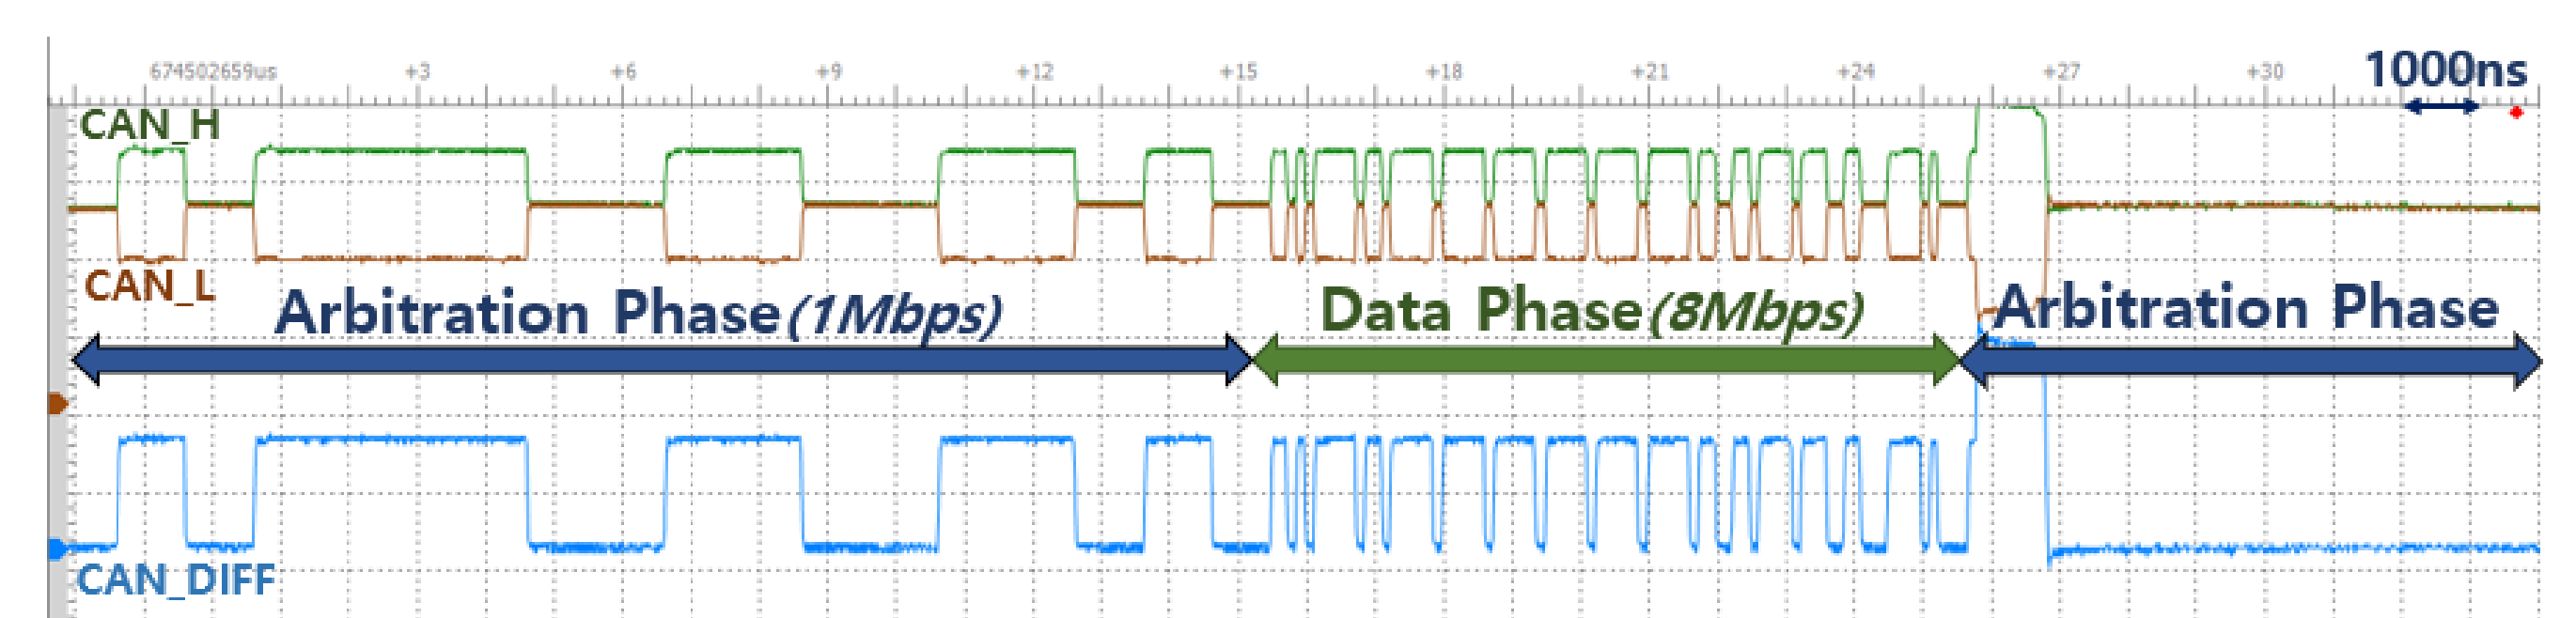 674502659us +3 +6 +9 +12 +15 +18 +21 +24 +27 +30
1000ns
CAN_H
CAN_L
Arbitration Phase(1Mbps) Data Phase(8Mbps) Arbitration Phase
CAN_DIFF